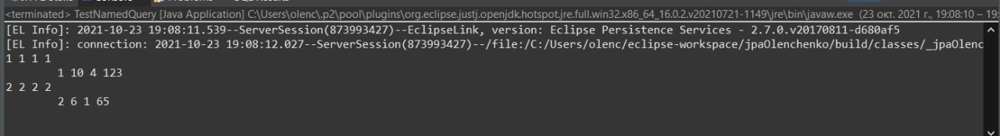 <terminated> TestNamedQuery [Java Application] C:\Users\olenc\.p2\pool\plugins\org.eclipse.justj.openjdk.hotspot.jre.full.win32.x86_64_16.0.2.v20210721-1149\jre\bin\javaw.exe (23 окт. 2021 г., 19:08:10 – 19
[EL Info]: 2021-10-23 19:08:11.539--ServerSession(873993427)--EclipseLink, version: Eclipse Persistence Services - 2.7.0.v20170811-d680af5
[EL Info]: connection: 2021-10-23 19:08:12.027--ServerSession(873993427)--/file:/C:/Users/olenc/eclipse-workspace/jpaOlenchenko/build/classes/_jpaOlenc
1 1 1 1
1 10 4 123
2 2 2 2
2 6 1 65